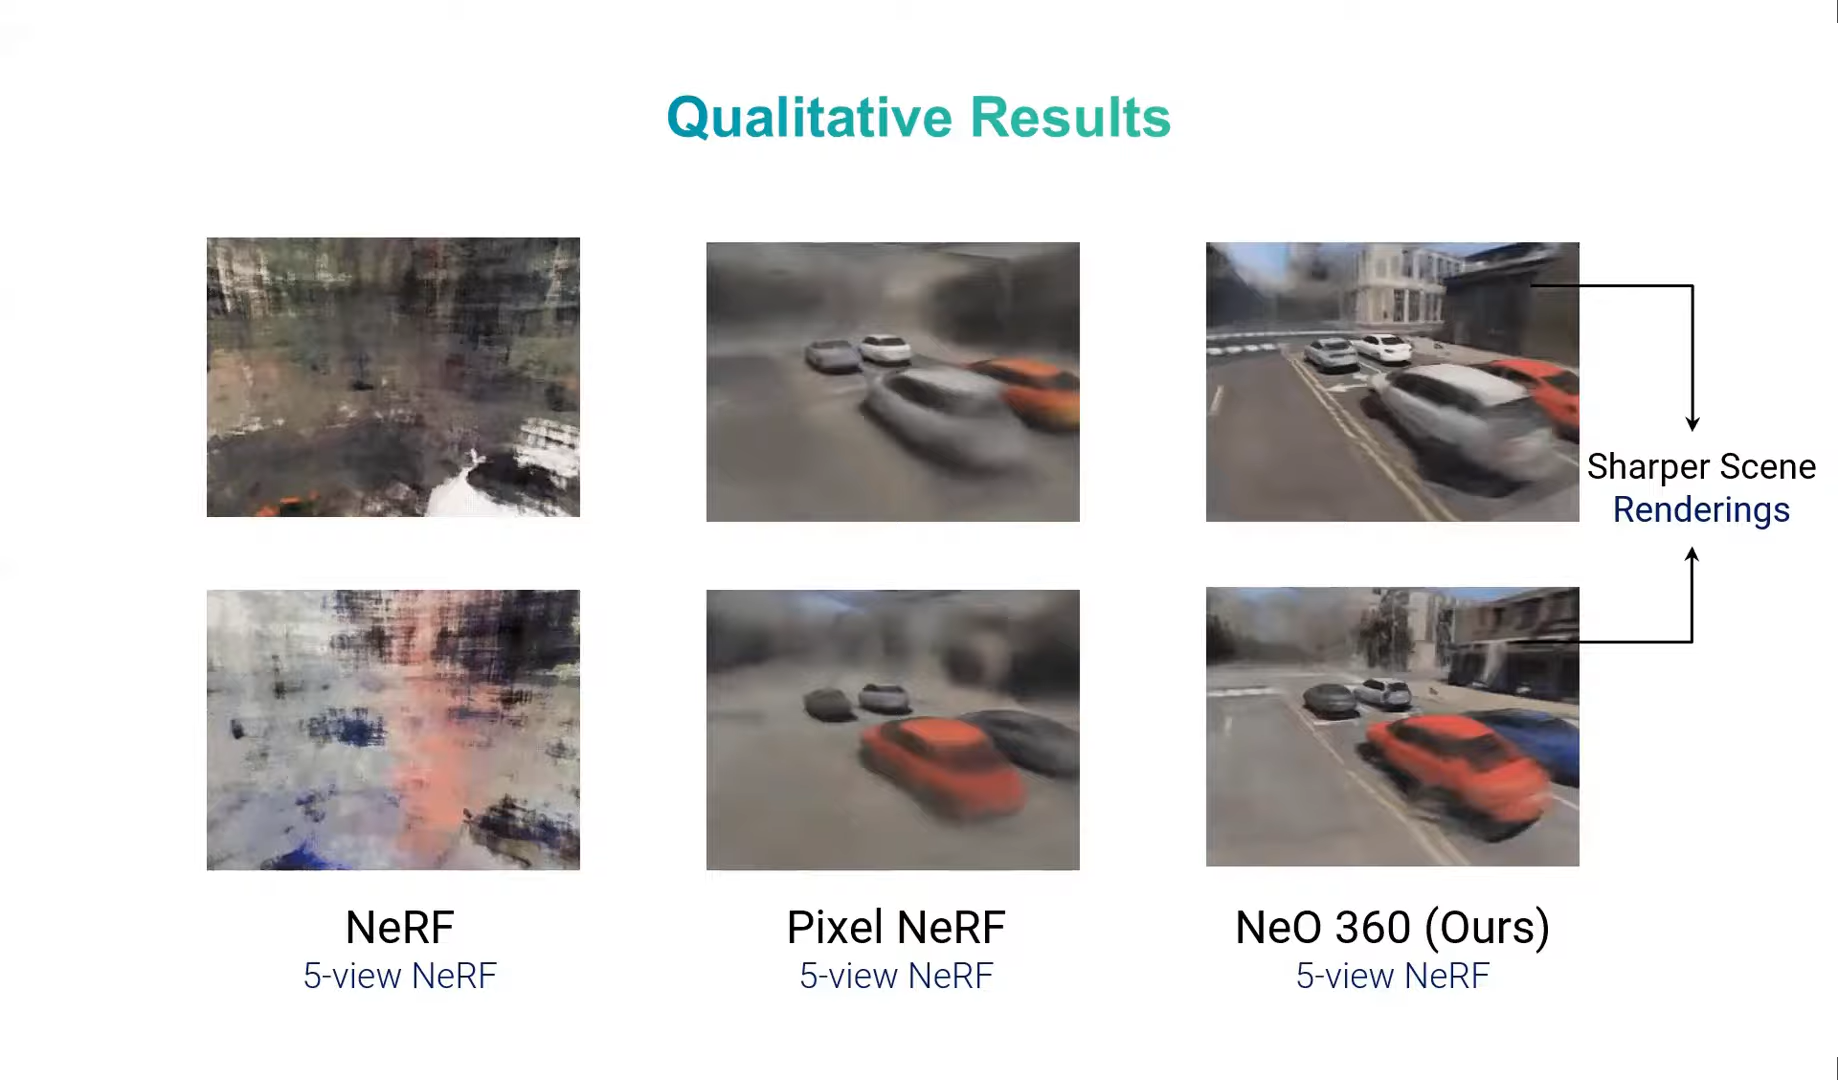 Qualitative Results
Sharper Scene
Renderings
NeRF
5-view NeRF
Pixel NeRF
5-view NeRF
NeO 360 (Ours)
5-view NeRF